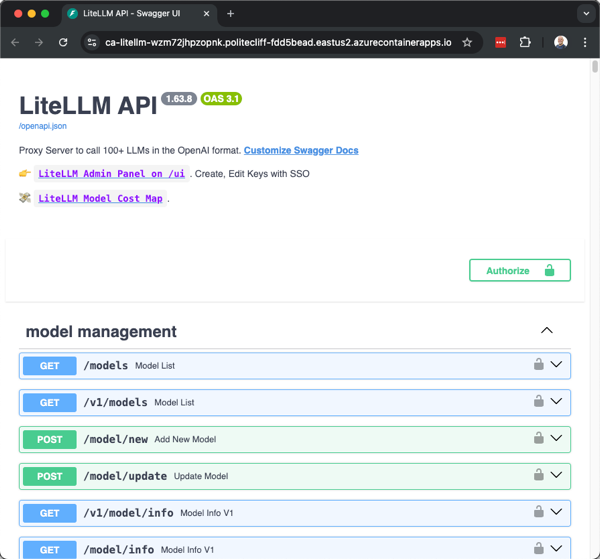 LiteLLM API - Swagger UI
ca-litellm-wzm72jhpzopnk.politecliff-fdd5bead.eastus2.azurecontainerapps.io
LiteLLM API 1.63.8 OAS 3.1
/openapi.json
Proxy Server to call 100+ LLMs in the OpenAI format. Customize Swagger Docs
👉 LiteLLM Admin Panel on /ui. Create, Edit Keys with SSO
💸 LiteLLM Model Cost Map.
Authorize
model management
GET /models Model List
GET /v1/models Model List
POST /model/new Add New Model
POST /model/update Update Model
GET /v1/model/info Model Info V1
GET /model/info Model Info V1